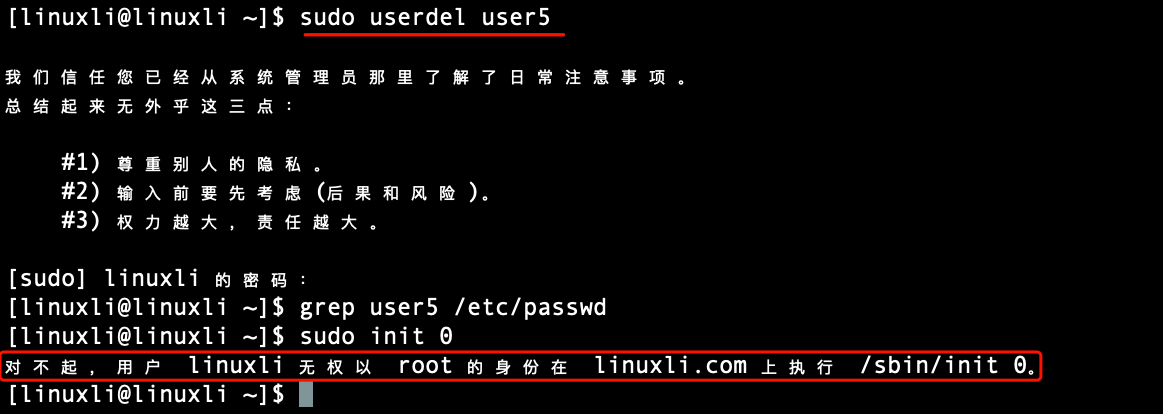 [linuxli@linuxli ~]$ sudo userdel user5
我们信任您已经从系统管理员那里了解了日常注意事项。
总结起来无外乎这三点：
#1) 尊重别人的隐私。
#2) 输入前要先考虑(后果和风险)。
#3) 权力越大，责任越大。
[sudo] linuxli 的密码：
[linuxli@linuxli ~]$ grep user5 /etc/passwd
[linuxli@linuxli ~]$ sudo init 0
对不起，用户 linuxli 无权以 root 的身份在 linuxli.com 上执行 /sbin/init 0。
[linuxli@linuxli ~]$